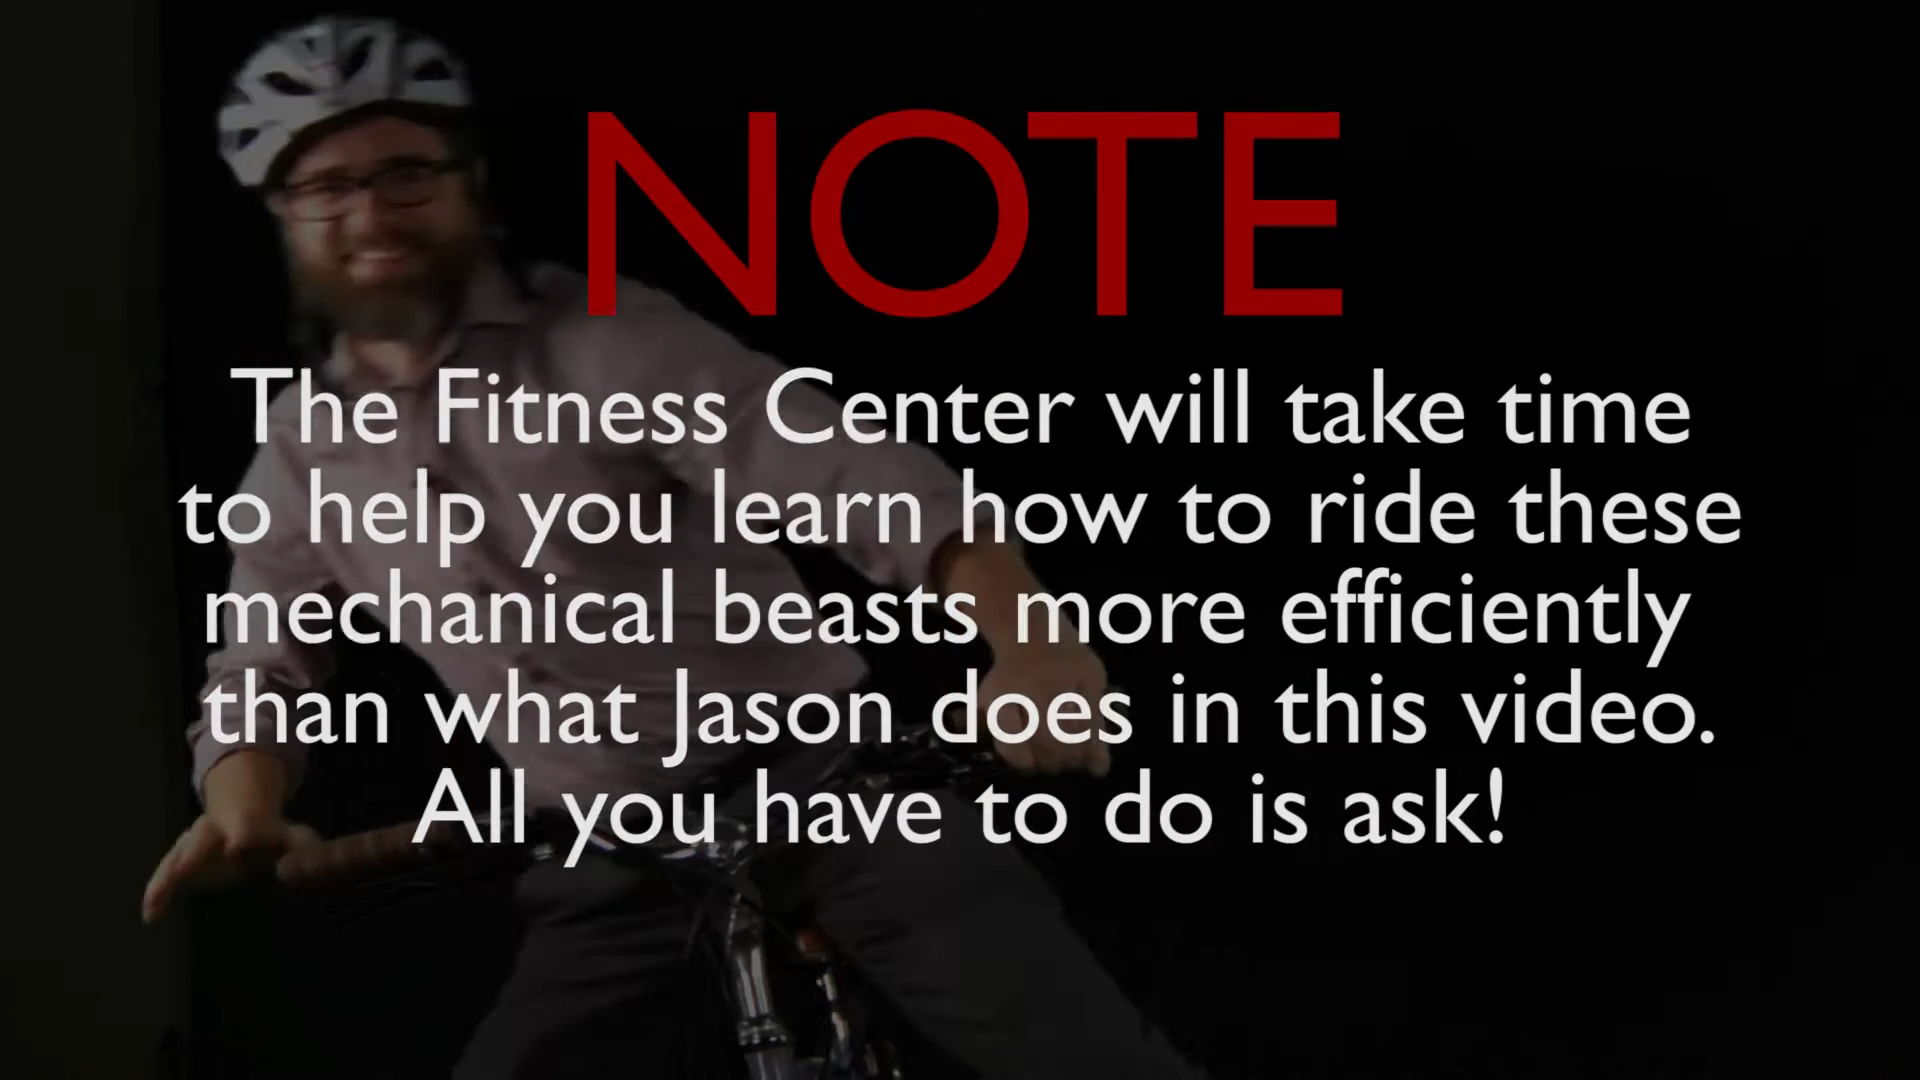 NOTE
The Fitness Center will take time
to help you learn how to ride these
mechanical beasts more efficiently
than what Jason does in this video.
All you have to do is ask!